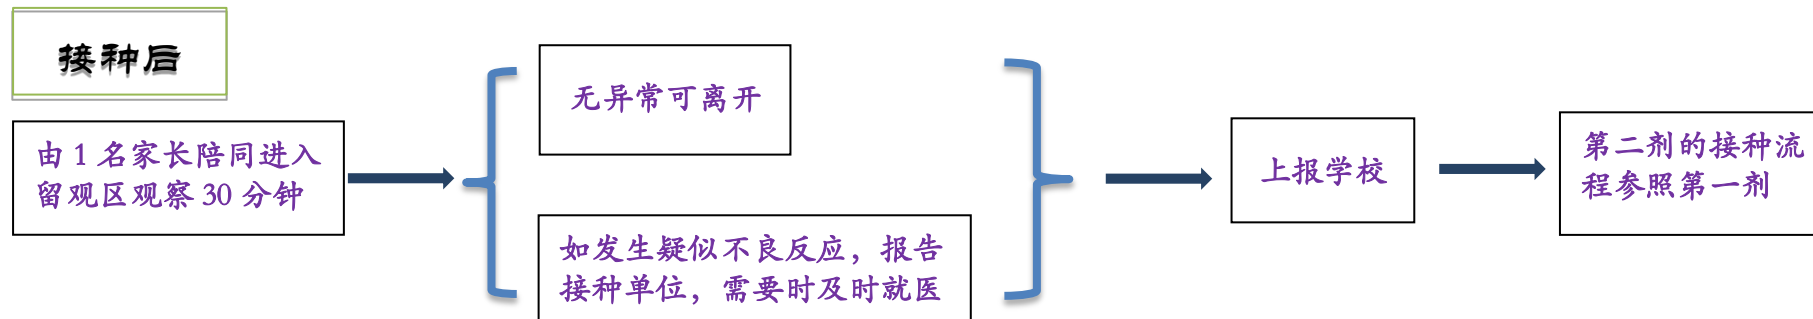 接种后
由 1 名家长陪同进入
留观区观察 30 分钟
无异常可离开
如发生疑似不良反应，报告
接种单位，需要时及时就医
上报学校
第二剂的接种流
程参照第一剂